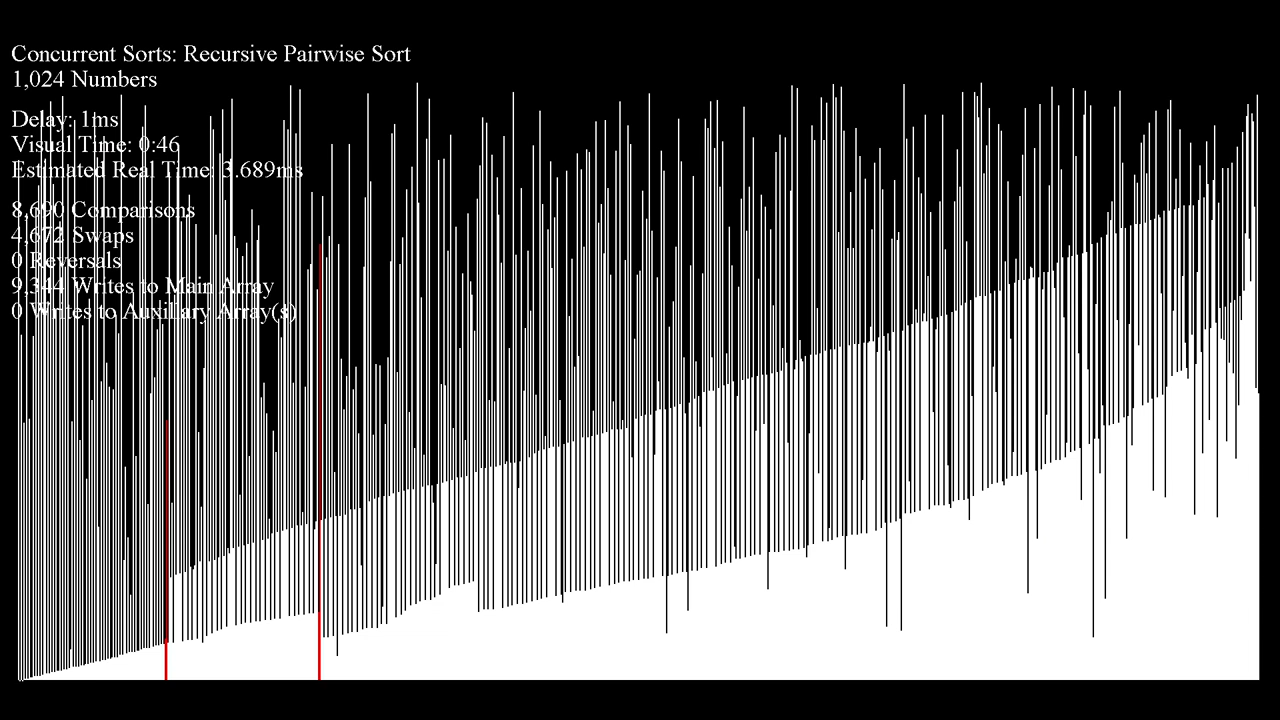 Concurrent Sorts: Recursive Pairwise Sort
1,024 Numbers
Delay: 1ms
Visual Time: 0:46
Estimated Real Time: 3.689ms
8,690 Comparisons
4,672 Swaps
0 Reversals
9,344 Writes to Main Array
0 Writes to Auxiliary Array(s)